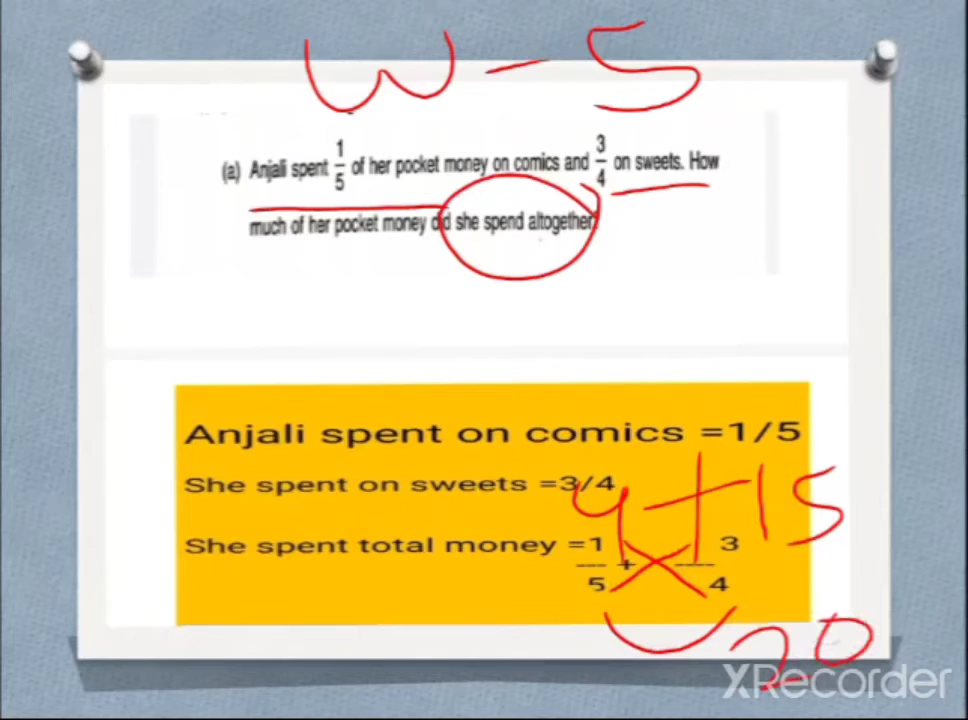 W-5
(a) Anjali spent 1/5 of her pocket money on comics and 3/4 on sweets. How
much of her pocket money did she spend altogether
Anjali spent on comics =1/5
She spent on sweets =3/4
4+15
She spent total money =1/5 + 3/4
20
XRecorder